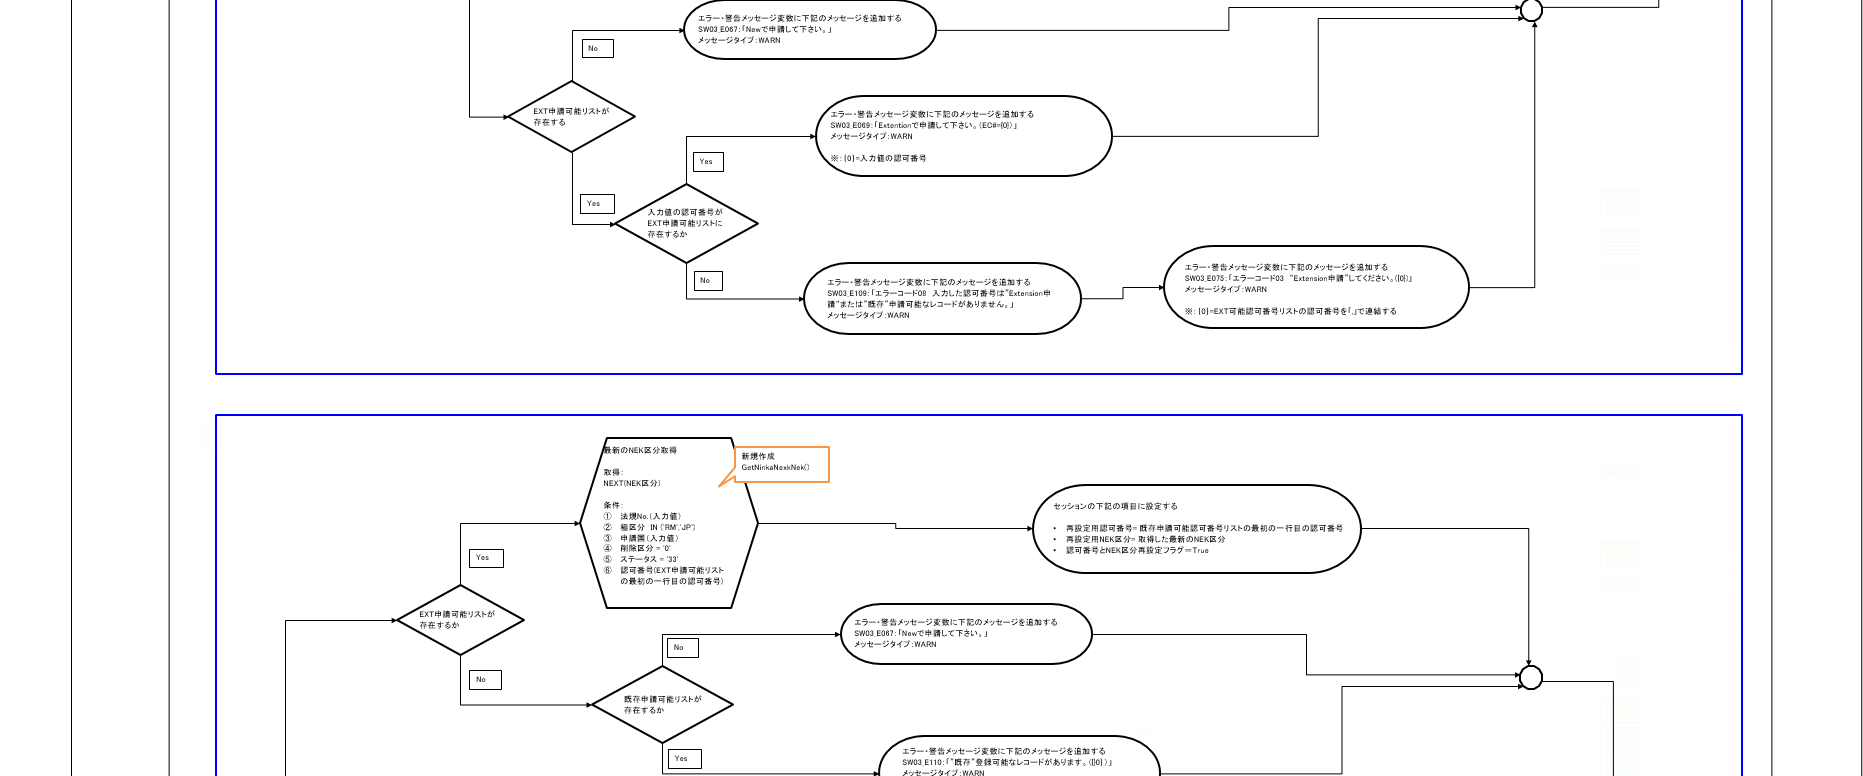 エラー・警告メッセージ変数に下記のメッセージを追加する
SW03_E067:「Newで申請して下さい。」
メッセージタイプ:WARN
No
EXT申請可能リストが
存在する
エラー・警告メッセージ変数に下記のメッセージを追加する
SW03_E069:「Extentionで申請して下さい。(EC#={0})」
メッセージタイプ:WARN
※:{0}=入力値の認可番号
Yes
Yes
入力値の認可番号が
EXT申請可能リストに
存在するか
No
エラー・警告メッセージ変数に下記のメッセージを追加する
SW03_E109:「エラーコード08 入力した認可番号は"Extension申
請"または"既存"申請可能なレコードがありません。」
メッセージタイプ:WARN
エラー・警告メッセージ変数に下記のメッセージを追加する
SW03_E075:「エラーコード03 "Extension申請"してください。({0})」
メッセージタイプ:WARN
※:{0}=EXT可能認可番号リストの認可番号を「,」で連結する
最新のNEK区分取得
取得:
NEXT(NEK区分)
条件:
① 法規No.(入力値)
② 極区分 IN ('RM','JP')
③ 申請国(入力値)
④ 削除区分 = '0'
⑤ ステータス = '33'
⑥ 認可番号(EXT申請可能リスト
の最初の一行目の認可番号)
新規作成
GetNinkaNexkNek()
セッションの下記の項目に設定する
• 再設定用認可番号= 既存申請可能認可番号リストの最初の一行目の認可番号
• 再設定用NEK区分= 取得した最新のNEK区分
• 認可番号とNEK区分再設定フラグ＝True
Yes
EXT申請可能リストが
存在するか
No
エラー・警告メッセージ変数に下記のメッセージを追加する
SW03_E067:「Newで申請して下さい。」
メッセージタイプ:WARN
No
既存申請可能リストが
存在するか
Yes
エラー・警告メッセージ変数に下記のメッセージを追加する
SW03_E110:「"既存"登録可能なレコードがあります。({0})」
メッセージタイプ:WARN